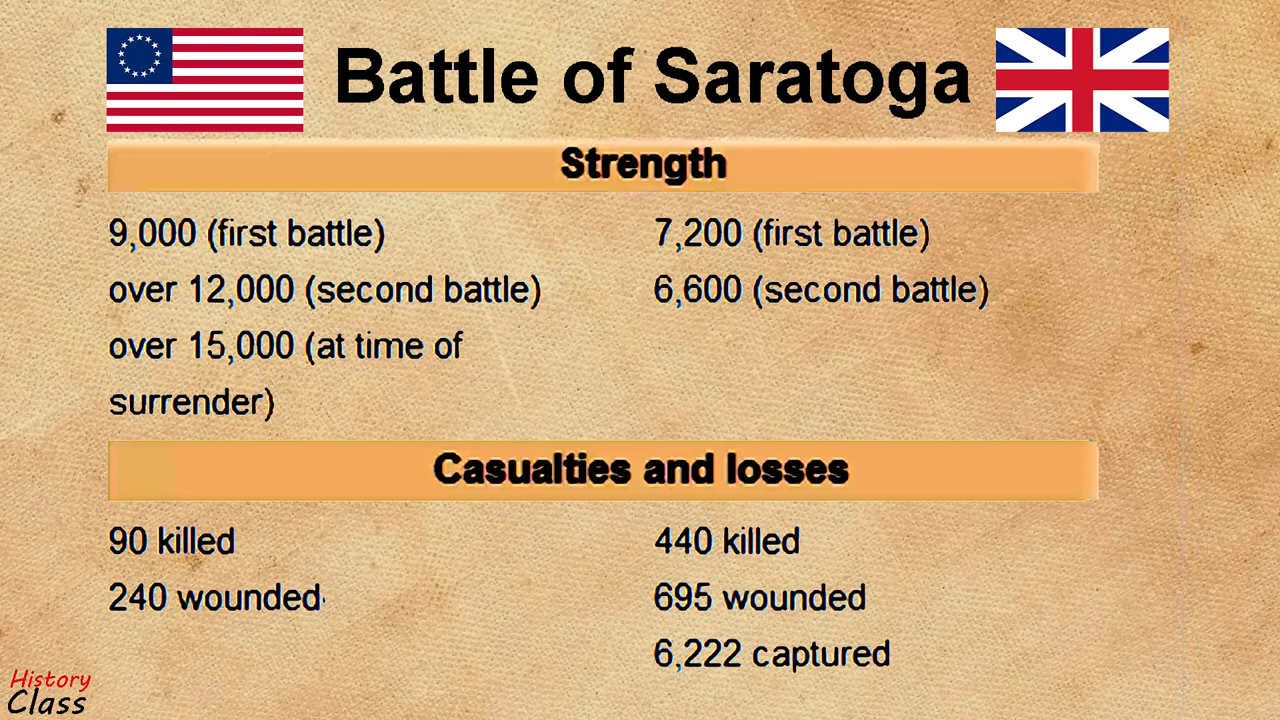 Battle of Saratoga
Strength
9,000 (first battle)
over 12,000 (second battle)
over 15,000 (at time of
surrender)
7,200 (first battle)
6,600 (second battle)
Casualties and losses
90 killed
240 wounded
440 killed
695 wounded
6,222 captured
History
Class